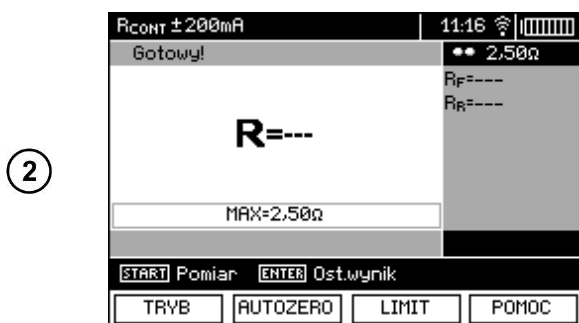 RCONT ±200mA 11:16
Gotowy! 2,50Ω
RF=---
RR=---
R=---
2
MAX=2,50Ω
START Pomiar ENTER Ost.wynik
TRYB AUTOZERO LIMIT POMOC